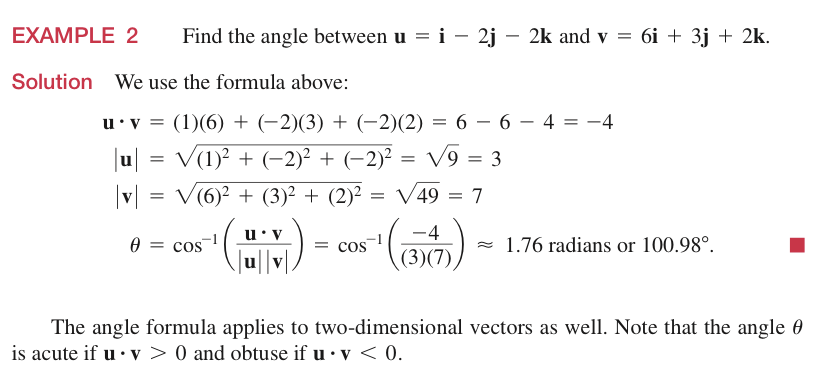 EXAMPLE 2 Find the angle between u = i − 2j − 2k and v = 6i + 3j + 2k.
Solution We use the formula above:
u · v = (1)(6) + (−2)(3) + (−2)(2) = 6 − 6 − 4 = −4
|u| = √((1)² + (−2)² + (−2)²) = √9 = 3
|v| = √((6)² + (3)² + (2)²) = √49 = 7
θ = cos⁻¹(u · v / |u||v|) = cos⁻¹(−4 / (3)(7)) ≈ 1.76 radians or 100.98°.
The angle formula applies to two-dimensional vectors as well. Note that the angle θ
is acute if u · v > 0 and obtuse if u · v < 0.